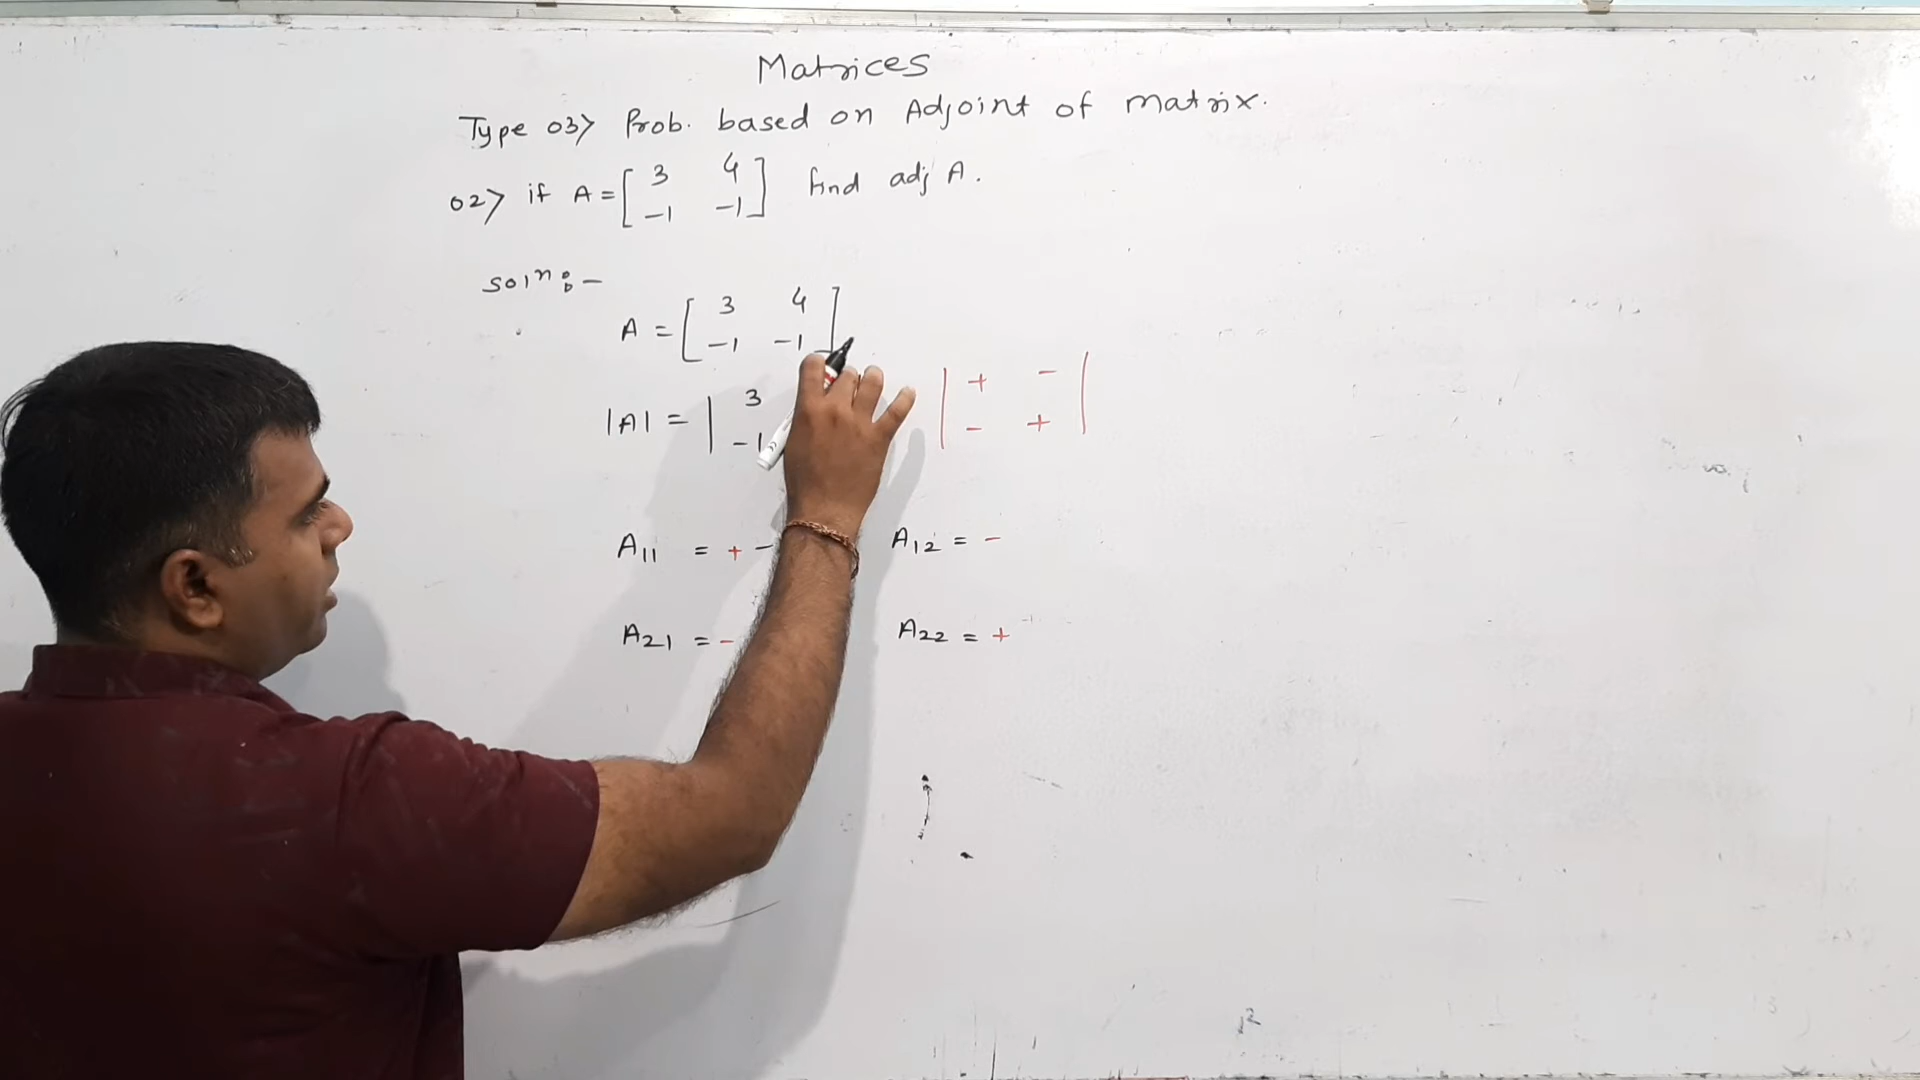 Matrices
Type 03> Prob. based on Adjoint of matrix.
02> if A = [ 3 4
-1 -1 ] find adj A.
Soln :-
A = [ 3 4
-1 -1 ]
|A| = | 3
-1
| + - |
| - + |
A11 = + - A12 = -
A21 = - A22 = +